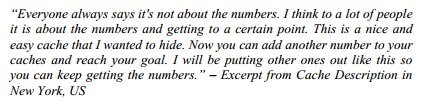 “Everyone always says it's not about the numbers. I think to a lot of people
it is about the numbers and getting to a certain point. This is a nice and
easy cache that I wanted to hide. Now you can add another number to your
caches and reach your goal. I will be putting other ones out like this so
you can keep getting the numbers.” – Excerpt from Cache Description in
New York, US